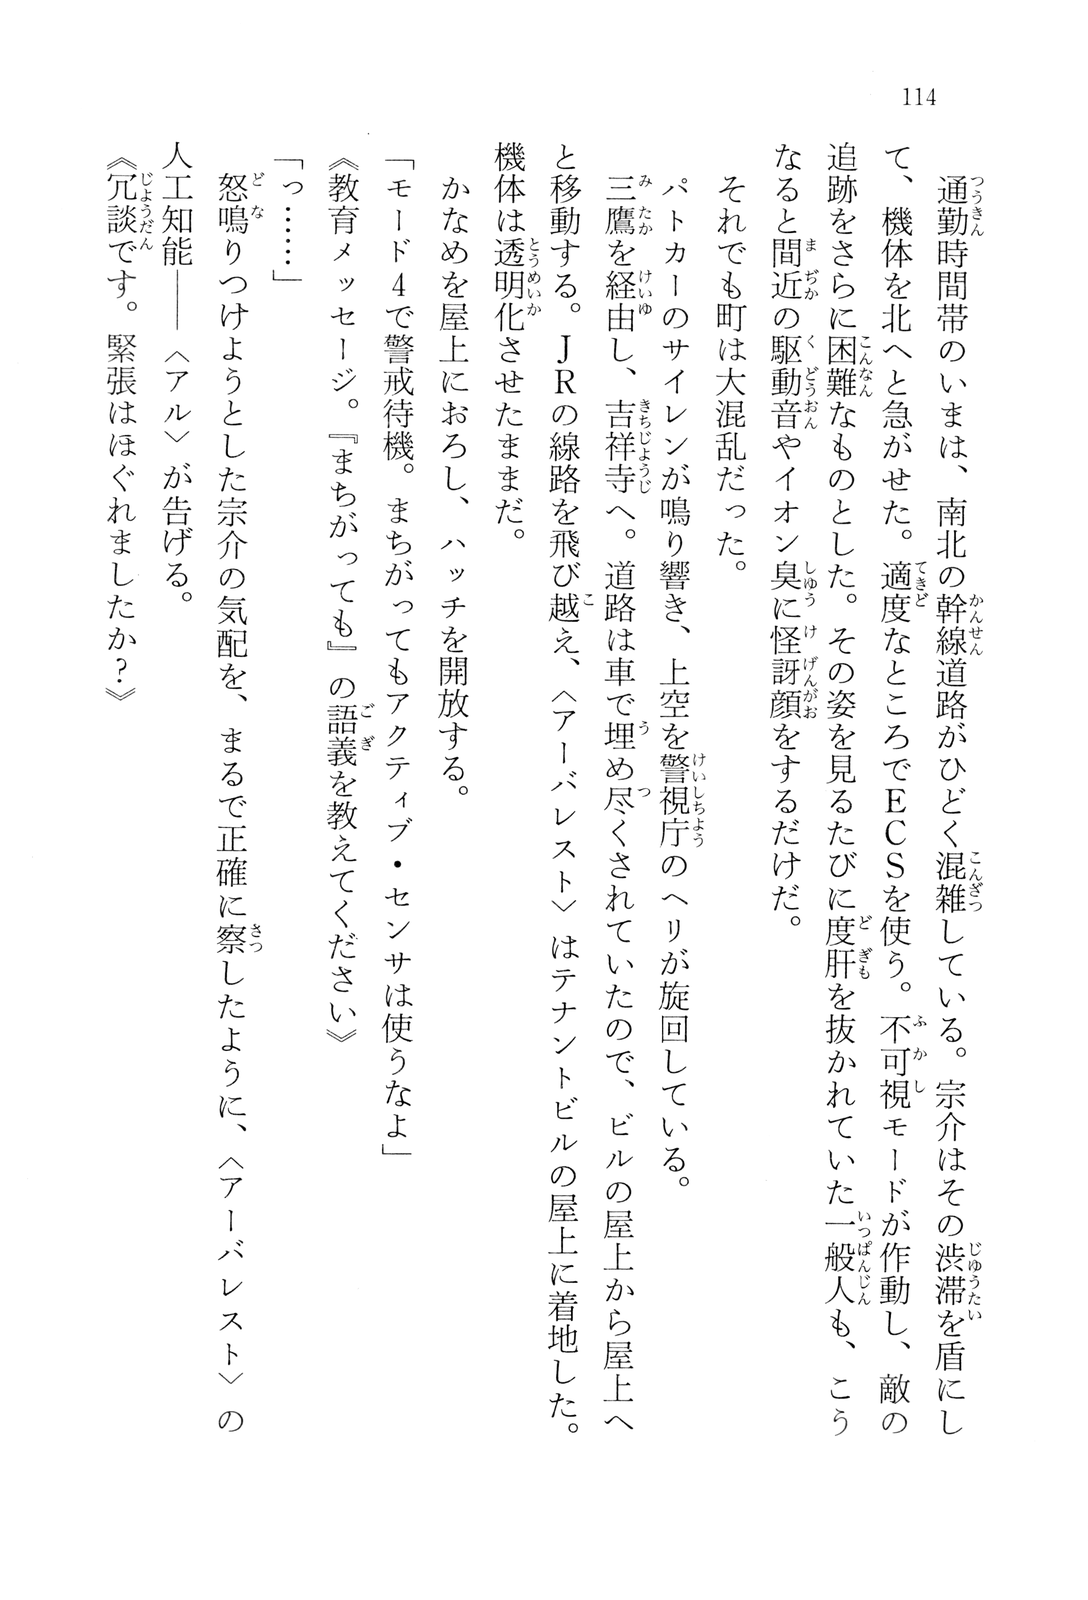 114
　通勤時間帯のいまは、南北の幹線道路がひどく混雑している。宗介はその渋滞を盾にし
て、機体を北へと急がせた。適度なところでECSを使う。不可視モードが作動し、敵の
追跡をさらに困難なものとした。その姿を見るたびに度肝を抜かれていた一般人も、こう
なると間近の駆動音やイオン臭に怪訝顔をするだけだ。
　それでも町は大混乱だった。
　パトカーのサイレンが鳴り響き、上空を警視庁のヘリが旋回している。
　三鷹を経由し、吉祥寺へ。道路は車で埋め尽くされていたので、ビルの屋上から屋上へ
と移動する。JRの線路を飛び越え、〈アーバレスト〉はテナントビルの屋上に着地した。
機体は透明化させたままだ。
　かなめを屋上におろし、ハッチを開放する。
「モード4で警戒待機。まちがってもアクティブ・センサは使うなよ」
《教育メッセージ。『まちがっても』の語義を教えてください》
「っ……」
　怒鳴りつけようとした宗介の気配を、まるで正確に察したように、〈アーバレスト〉の
人工知能――〈アル〉が告げる。
《冗談です。緊張はほぐれましたか?》